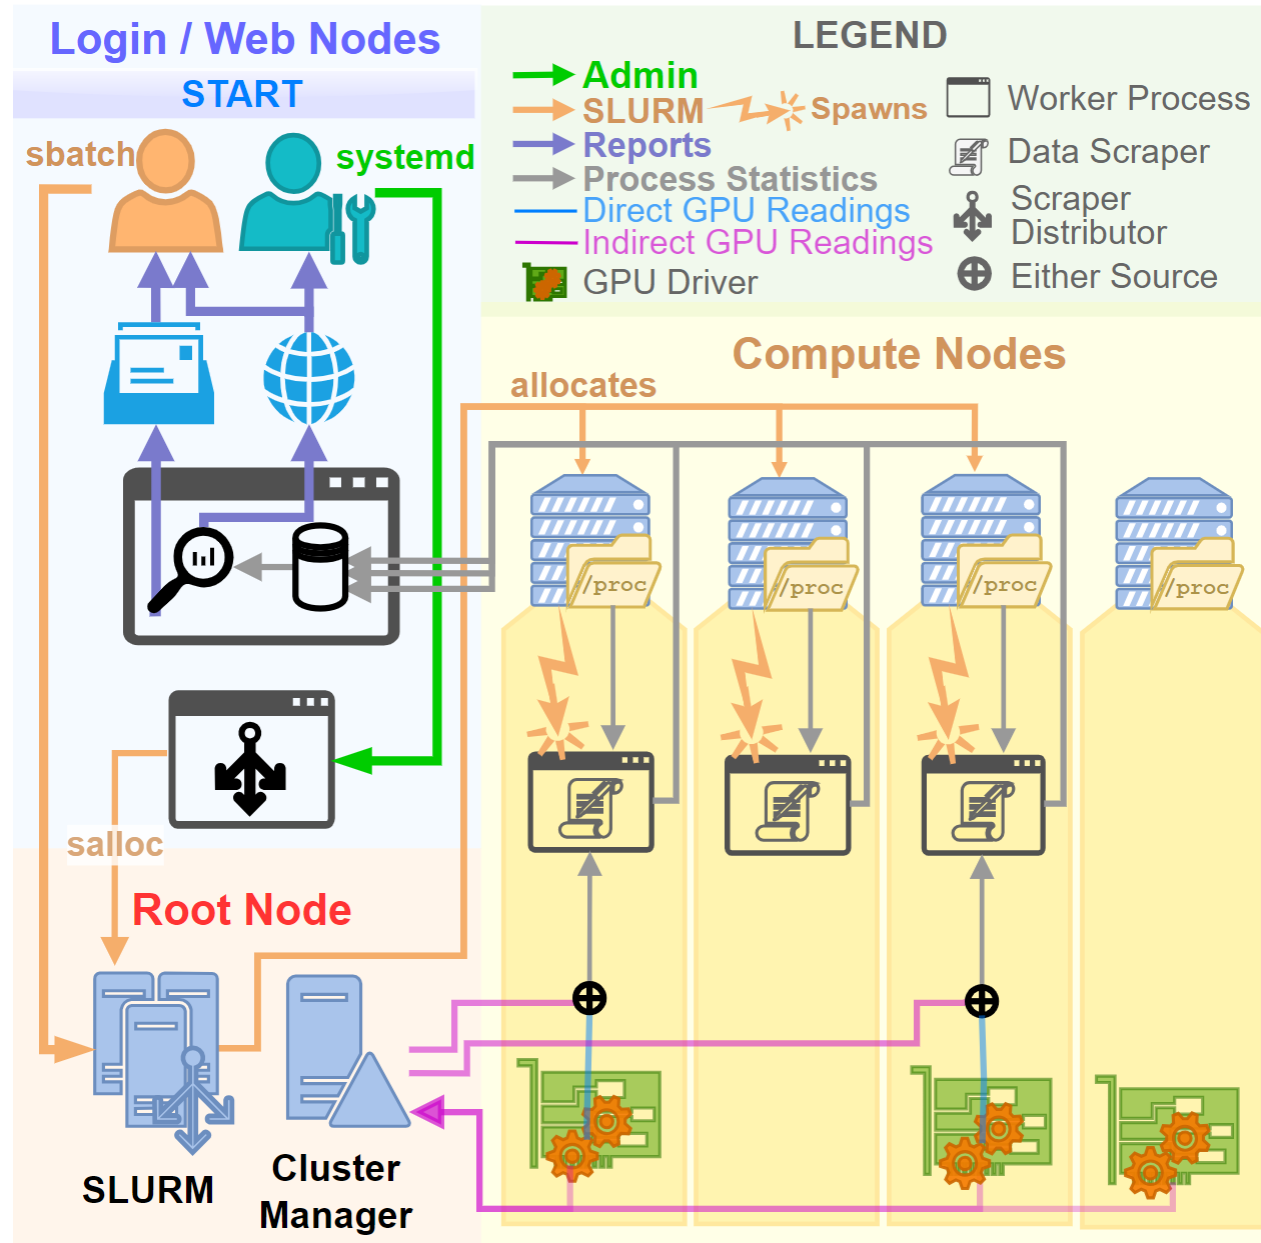 Login / Web Nodes
START
sbatch
systemd
LEGEND
Admin
SLURM
Spawns
Reports
Process Statistics
Direct GPU Readings
Indirect GPU Readings
GPU Driver
Worker Process
Data Scraper
Scraper
Distributor
Either Source
Compute Nodes
allocates
/proc
/proc
/proc
/proc
salloc
Root Node
SLURM
Cluster
Manager